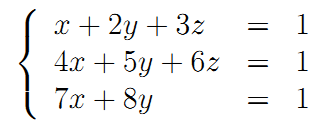 x + 2y + 3z = 1
4x + 5y + 6z = 1
7x + 8y = 1